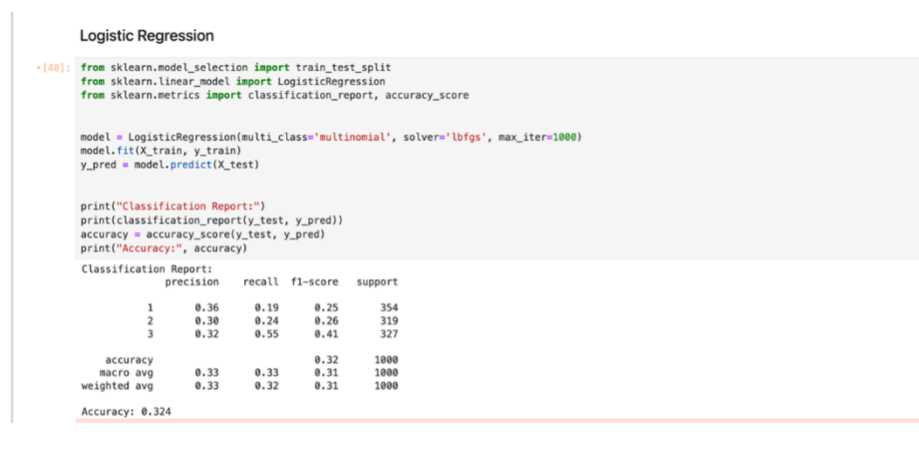 Logistic Regression
[40]: from sklearn.model_selection import train_test_split
from sklearn.linear_model import LogisticRegression
from sklearn.metrics import classification_report, accuracy_score
model = LogisticRegression(multi_class='multinomial', solver='lbfgs', max_iter=1000)
model.fit(X_train, y_train)
y_pred = model.predict(X_test)
print("Classification Report:")
print(classification_report(y_test, y_pred))
accuracy = accuracy_score(y_test, y_pred)
print("Accuracy:", accuracy)
Classification Report:
precision recall f1-score support
1 0.36 0.19 0.25 354
2 0.30 0.24 0.26 319
3 0.32 0.55 0.41 327
accuracy 0.32 1000
macro avg 0.33 0.33 0.31 1000
weighted avg 0.33 0.32 0.31 1000
Accuracy: 0.324